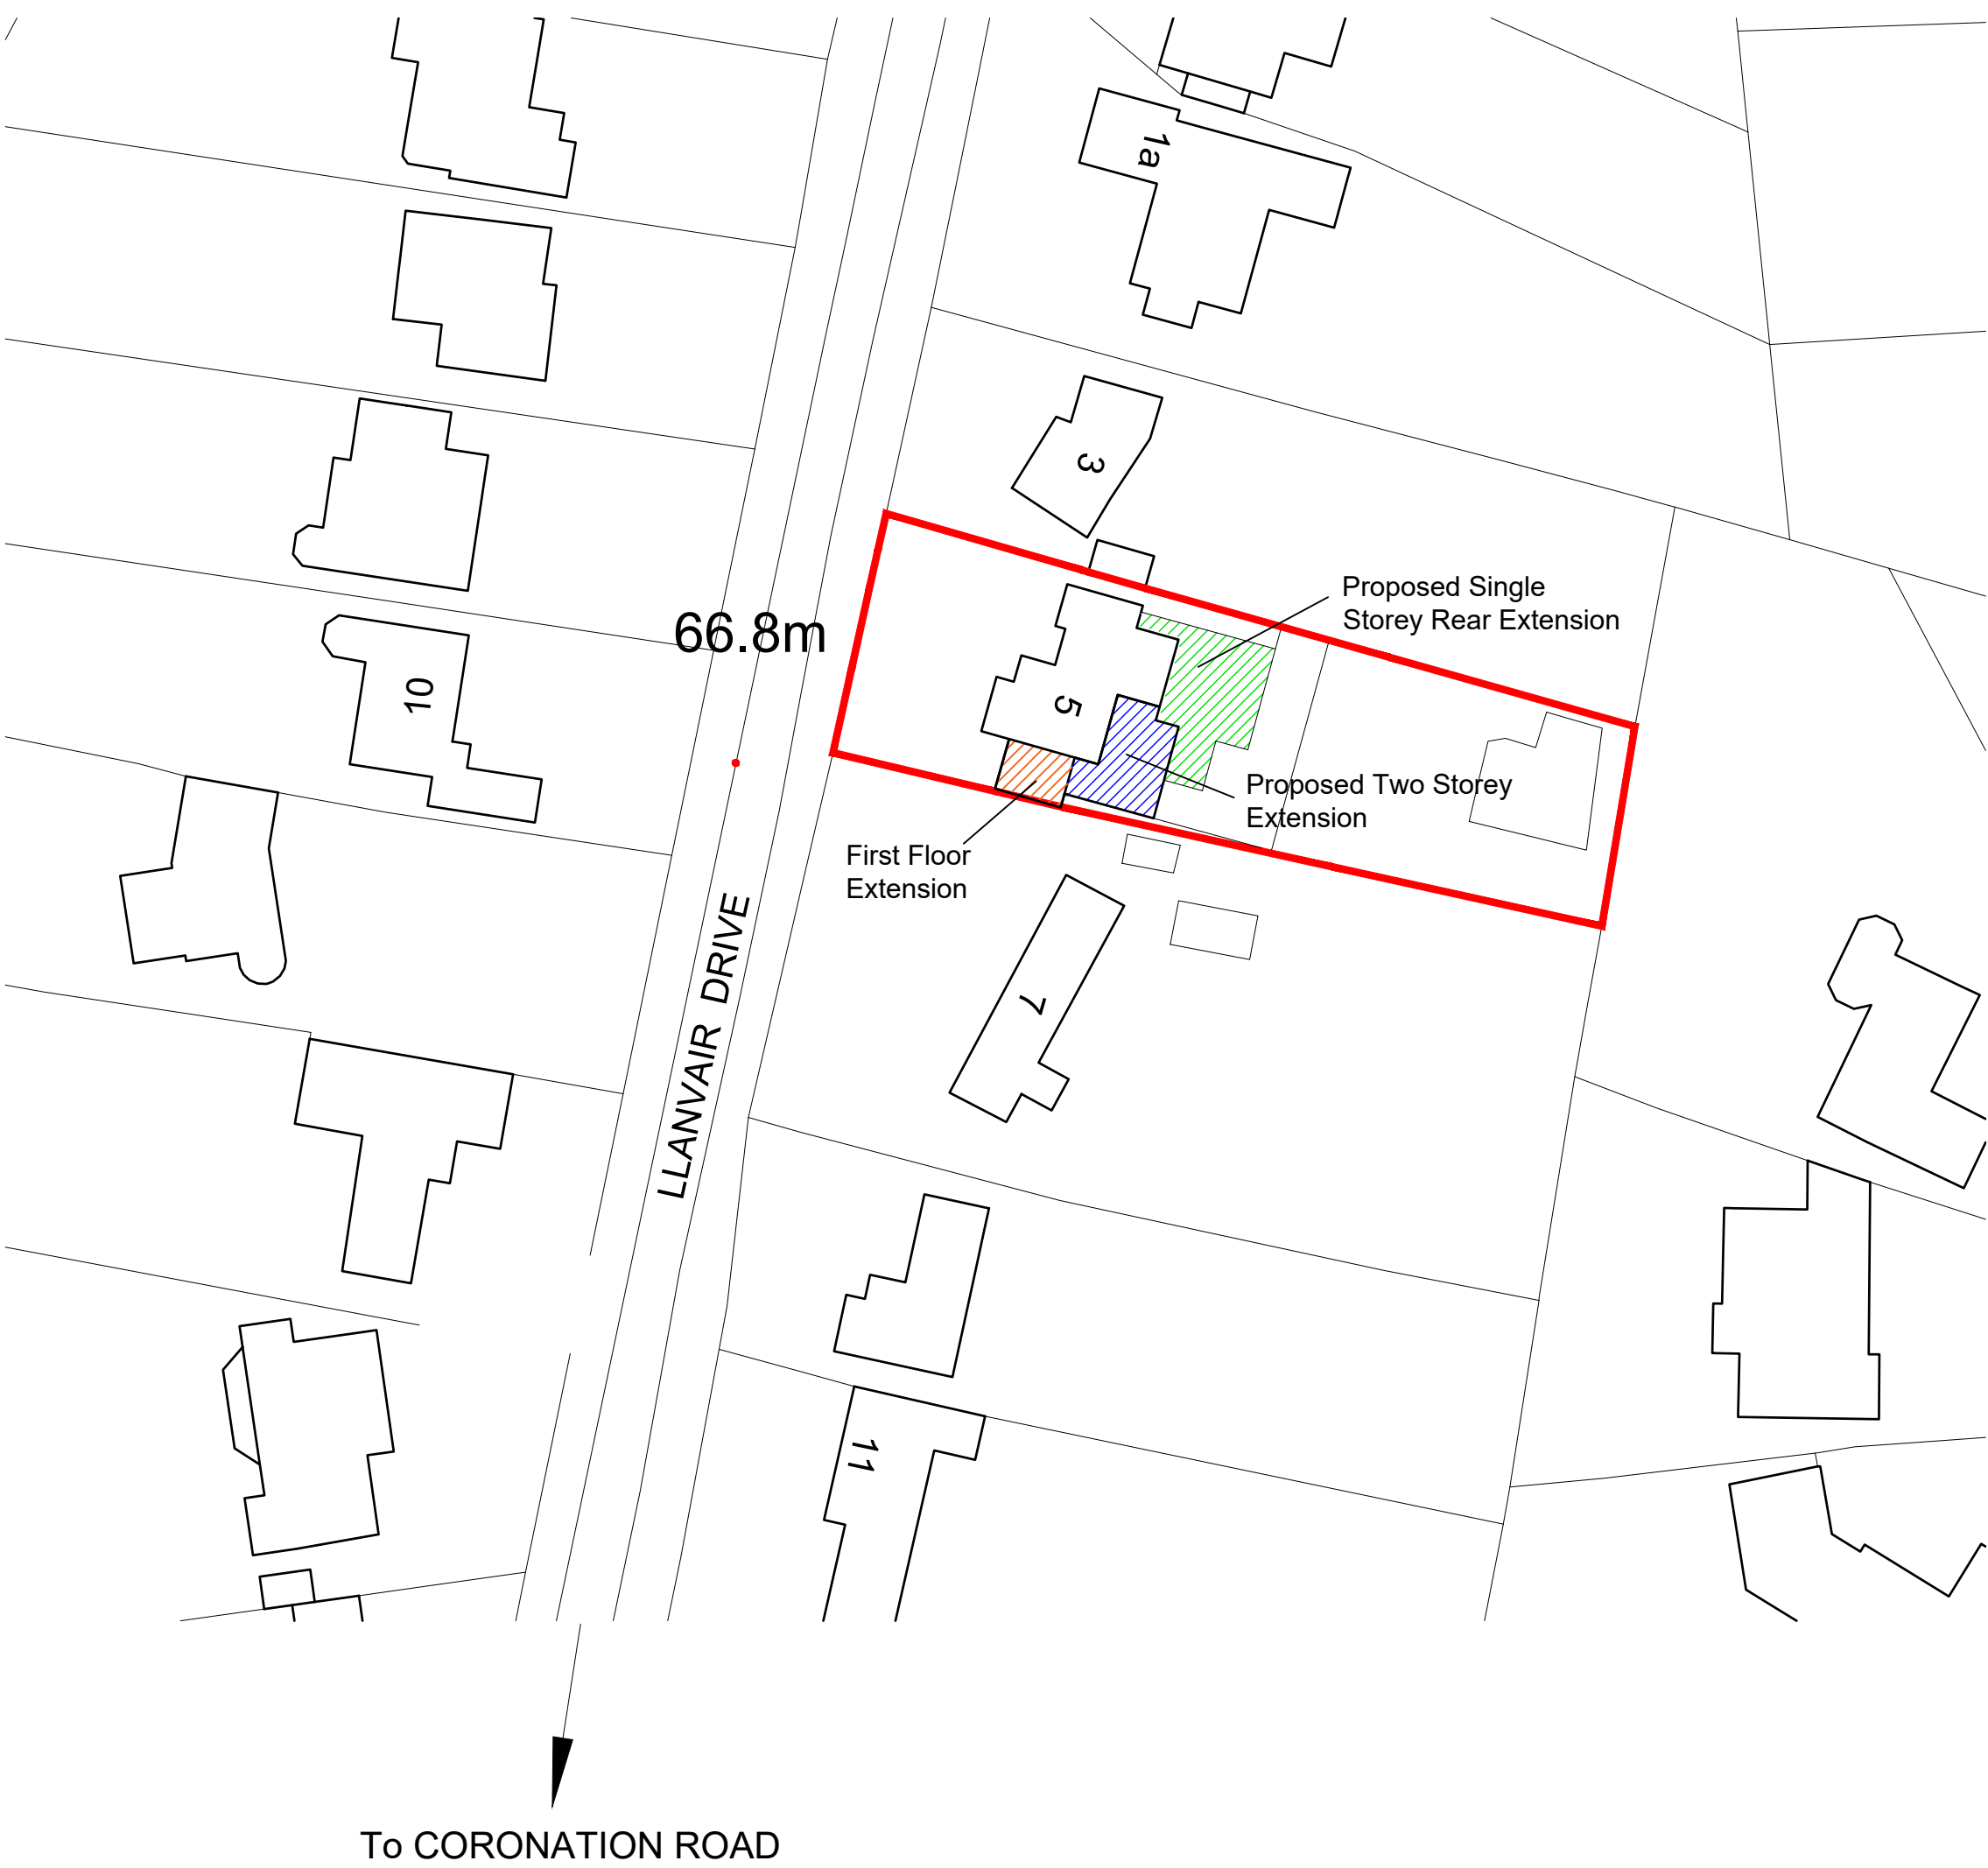 1a
3
Proposed Single
Storey Rear Extension
66.8m
5
10
Proposed Two Storey
Extension
First Floor
Extension
LLANVAIR DRIVE
7
11
To CORONATION ROAD